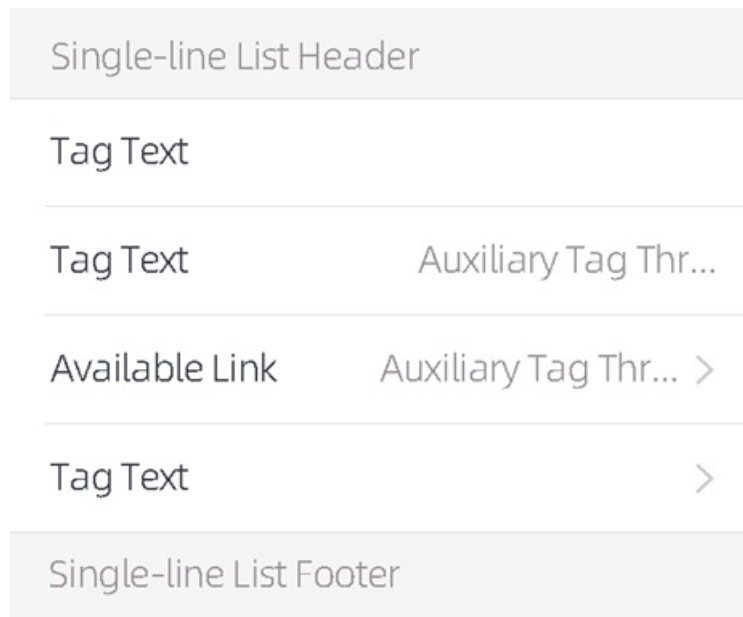 Single-line List Header
Tag Text
Tag Text Auxiliary Tag Thr...
Available Link Auxiliary Tag Thr...
Tag Text
Single-line List Footer